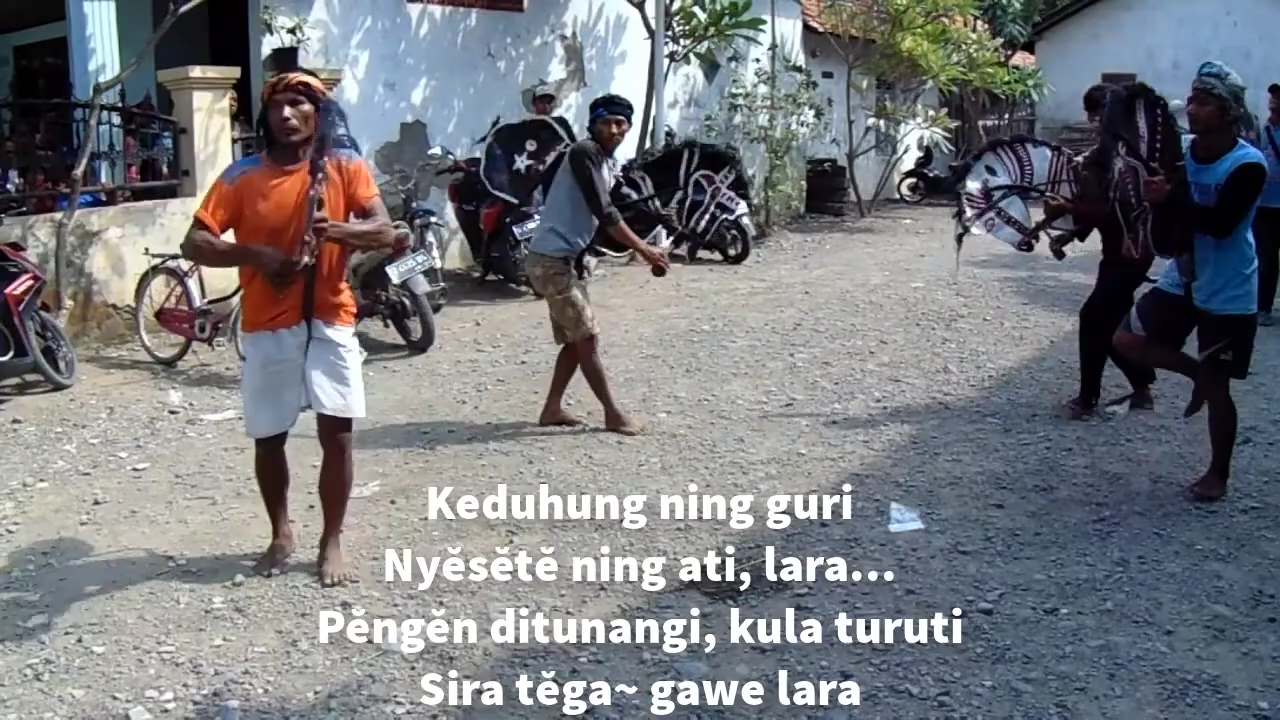 Keduhung ning guri
Nyĕsĕtĕ ning ati, lara...
Pĕngĕn ditunangi, kula turuti
Sira tĕga~ gawe lara